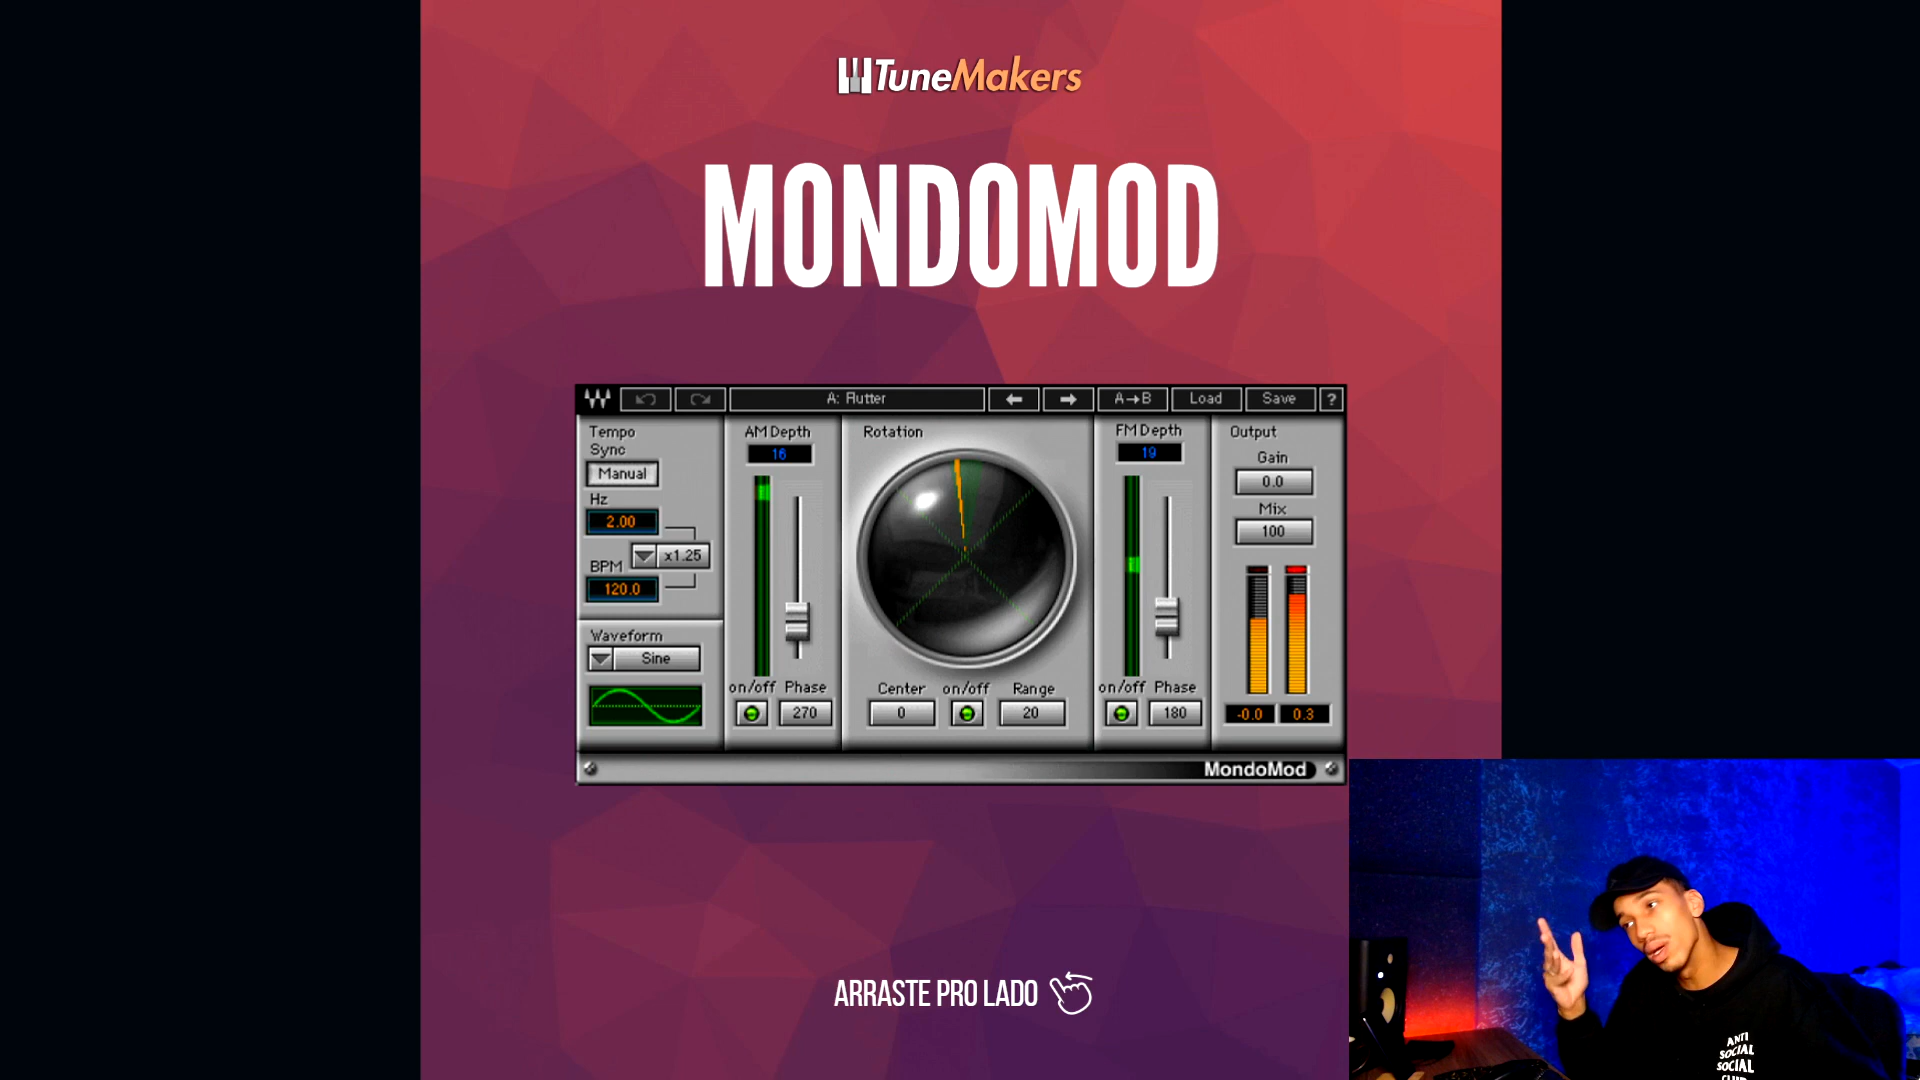 TuneMakers
MONDOMOD
A: Flutter
A→B
Load
Save
?
Tempo
Sync
Manual
Hz
2.00
x1.25
BPM
120.0
Waveform
Sine
AM Depth
16
on/off Phase
270
Rotation
Center on/off Range
0
20
FM Depth
19
on/off Phase
180
Output
Gain
0.0
Mix
100
-0.0
0.3
MondoMod
ARRASTE PRO LADO
ANTI
SOCIAL
SOCIAL